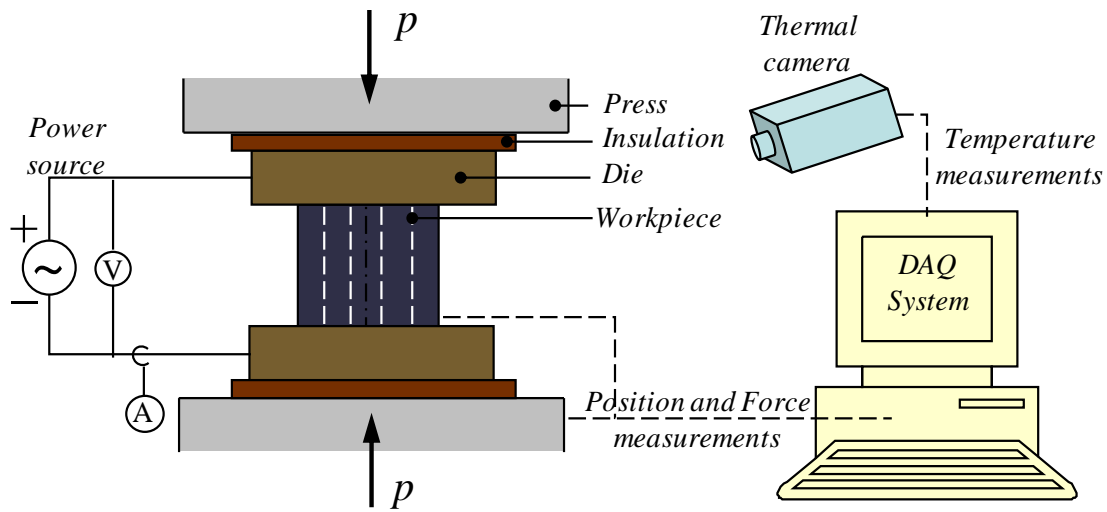 p
Thermal
camera
Power
source
Press
Insulation
Die
Workpiece
Temperature
measurements
+
~
−
V
A
DAQ
System
Position and Force
measurements
p